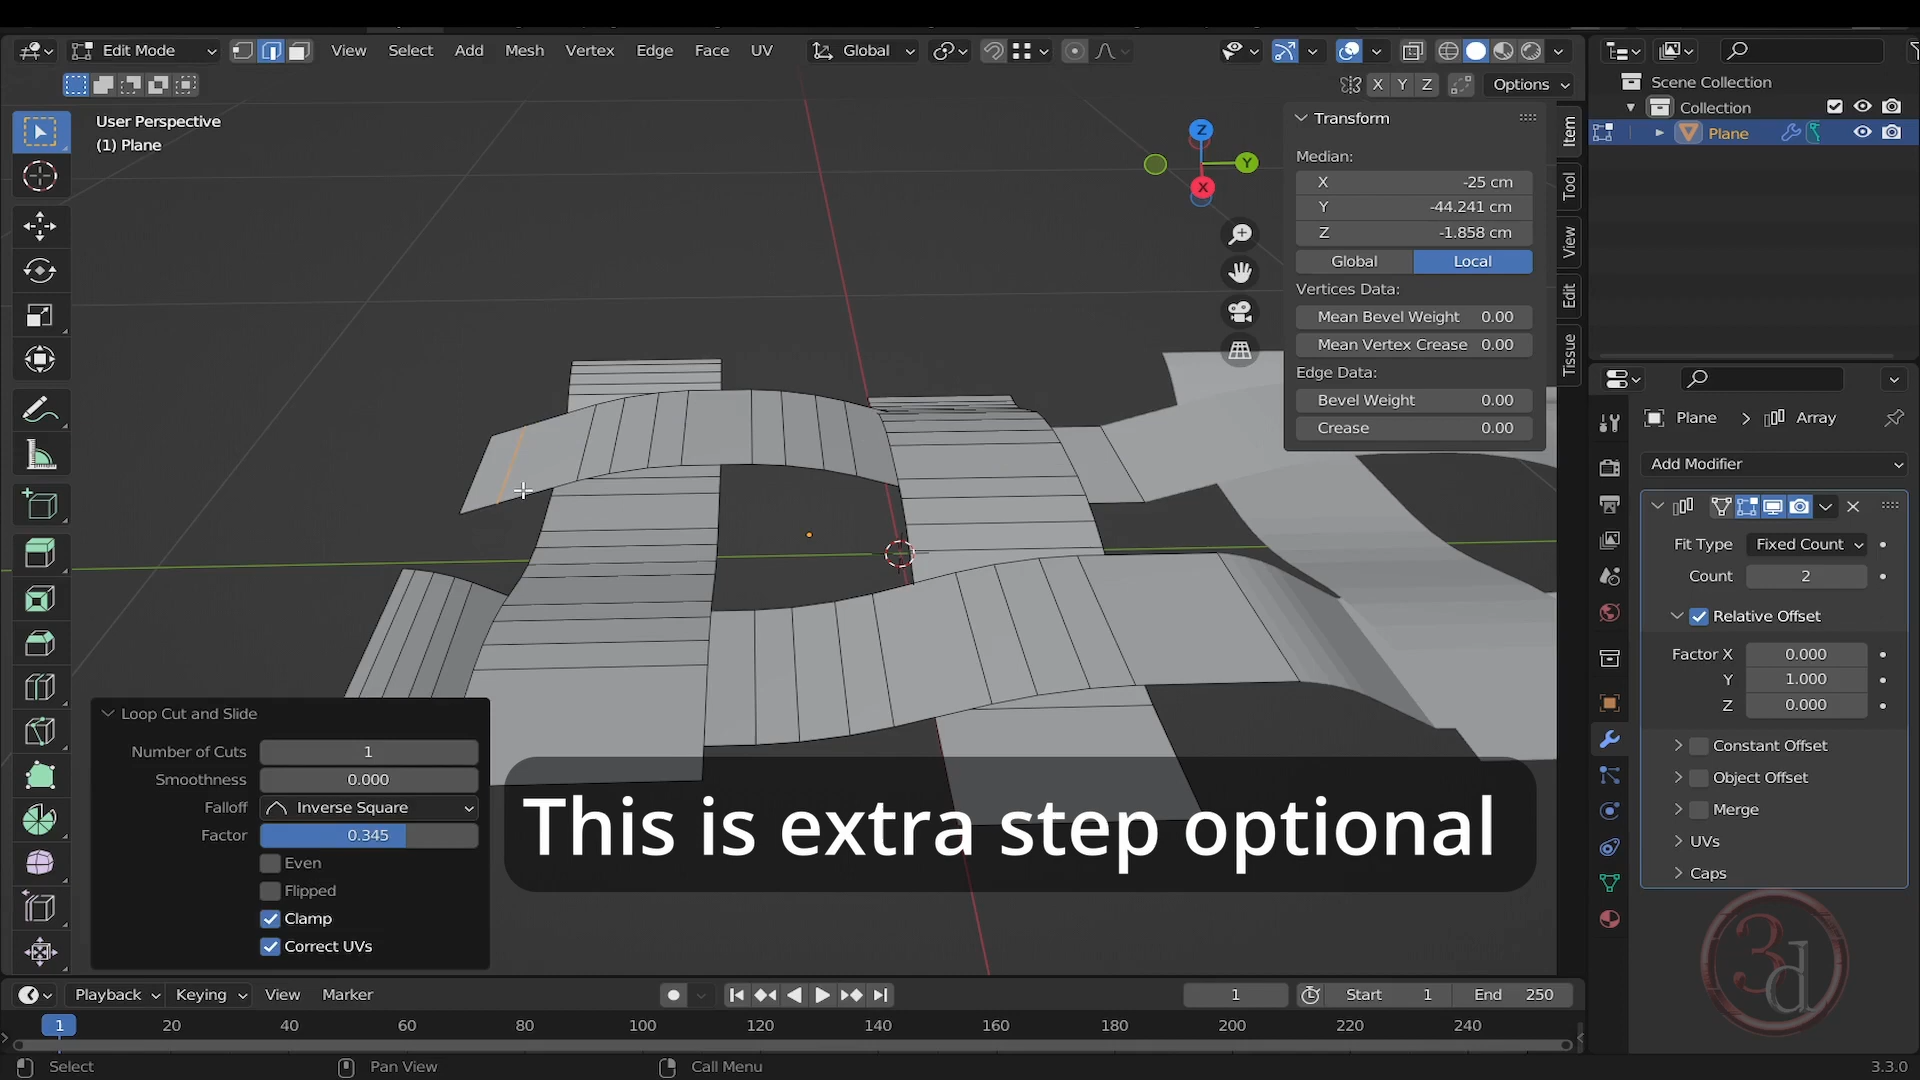 Edit Mode
View Select Add Mesh Vertex Edge Face UV
Global
X Y Z
Options
User Perspective
(1) Plane
Z
Y
X
Transform
Median:
X -25 cm
Y -44.241 cm
Z -1.858 cm
Global Local
Vertices Data:
Mean Bevel Weight 0.00
Mean Vertex Crease 0.00
Edge Data:
Bevel Weight 0.00
Crease 0.00
Item
Tool
View
Edit
Tissue
Scene Collection
Collection
Plane
Plane > Array
Add Modifier
Fit Type Fixed Count
Count 2
Relative Offset
Factor X 0.000
Y 1.000
Z 0.000
Constant Offset
Object Offset
Merge
UVs
Caps
Loop Cut and Slide
Number of Cuts 1
Smoothness 0.000
Falloff Inverse Square
Factor 0.345
Even
Flipped
Clamp
Correct UVs
This is extra step optional
3d
Playback Keying View Marker
1
Start 1
End 250
1 20 40 60 80 100 120 140 160 180 200 220 240
Select Pan View Call Menu 3.3.0